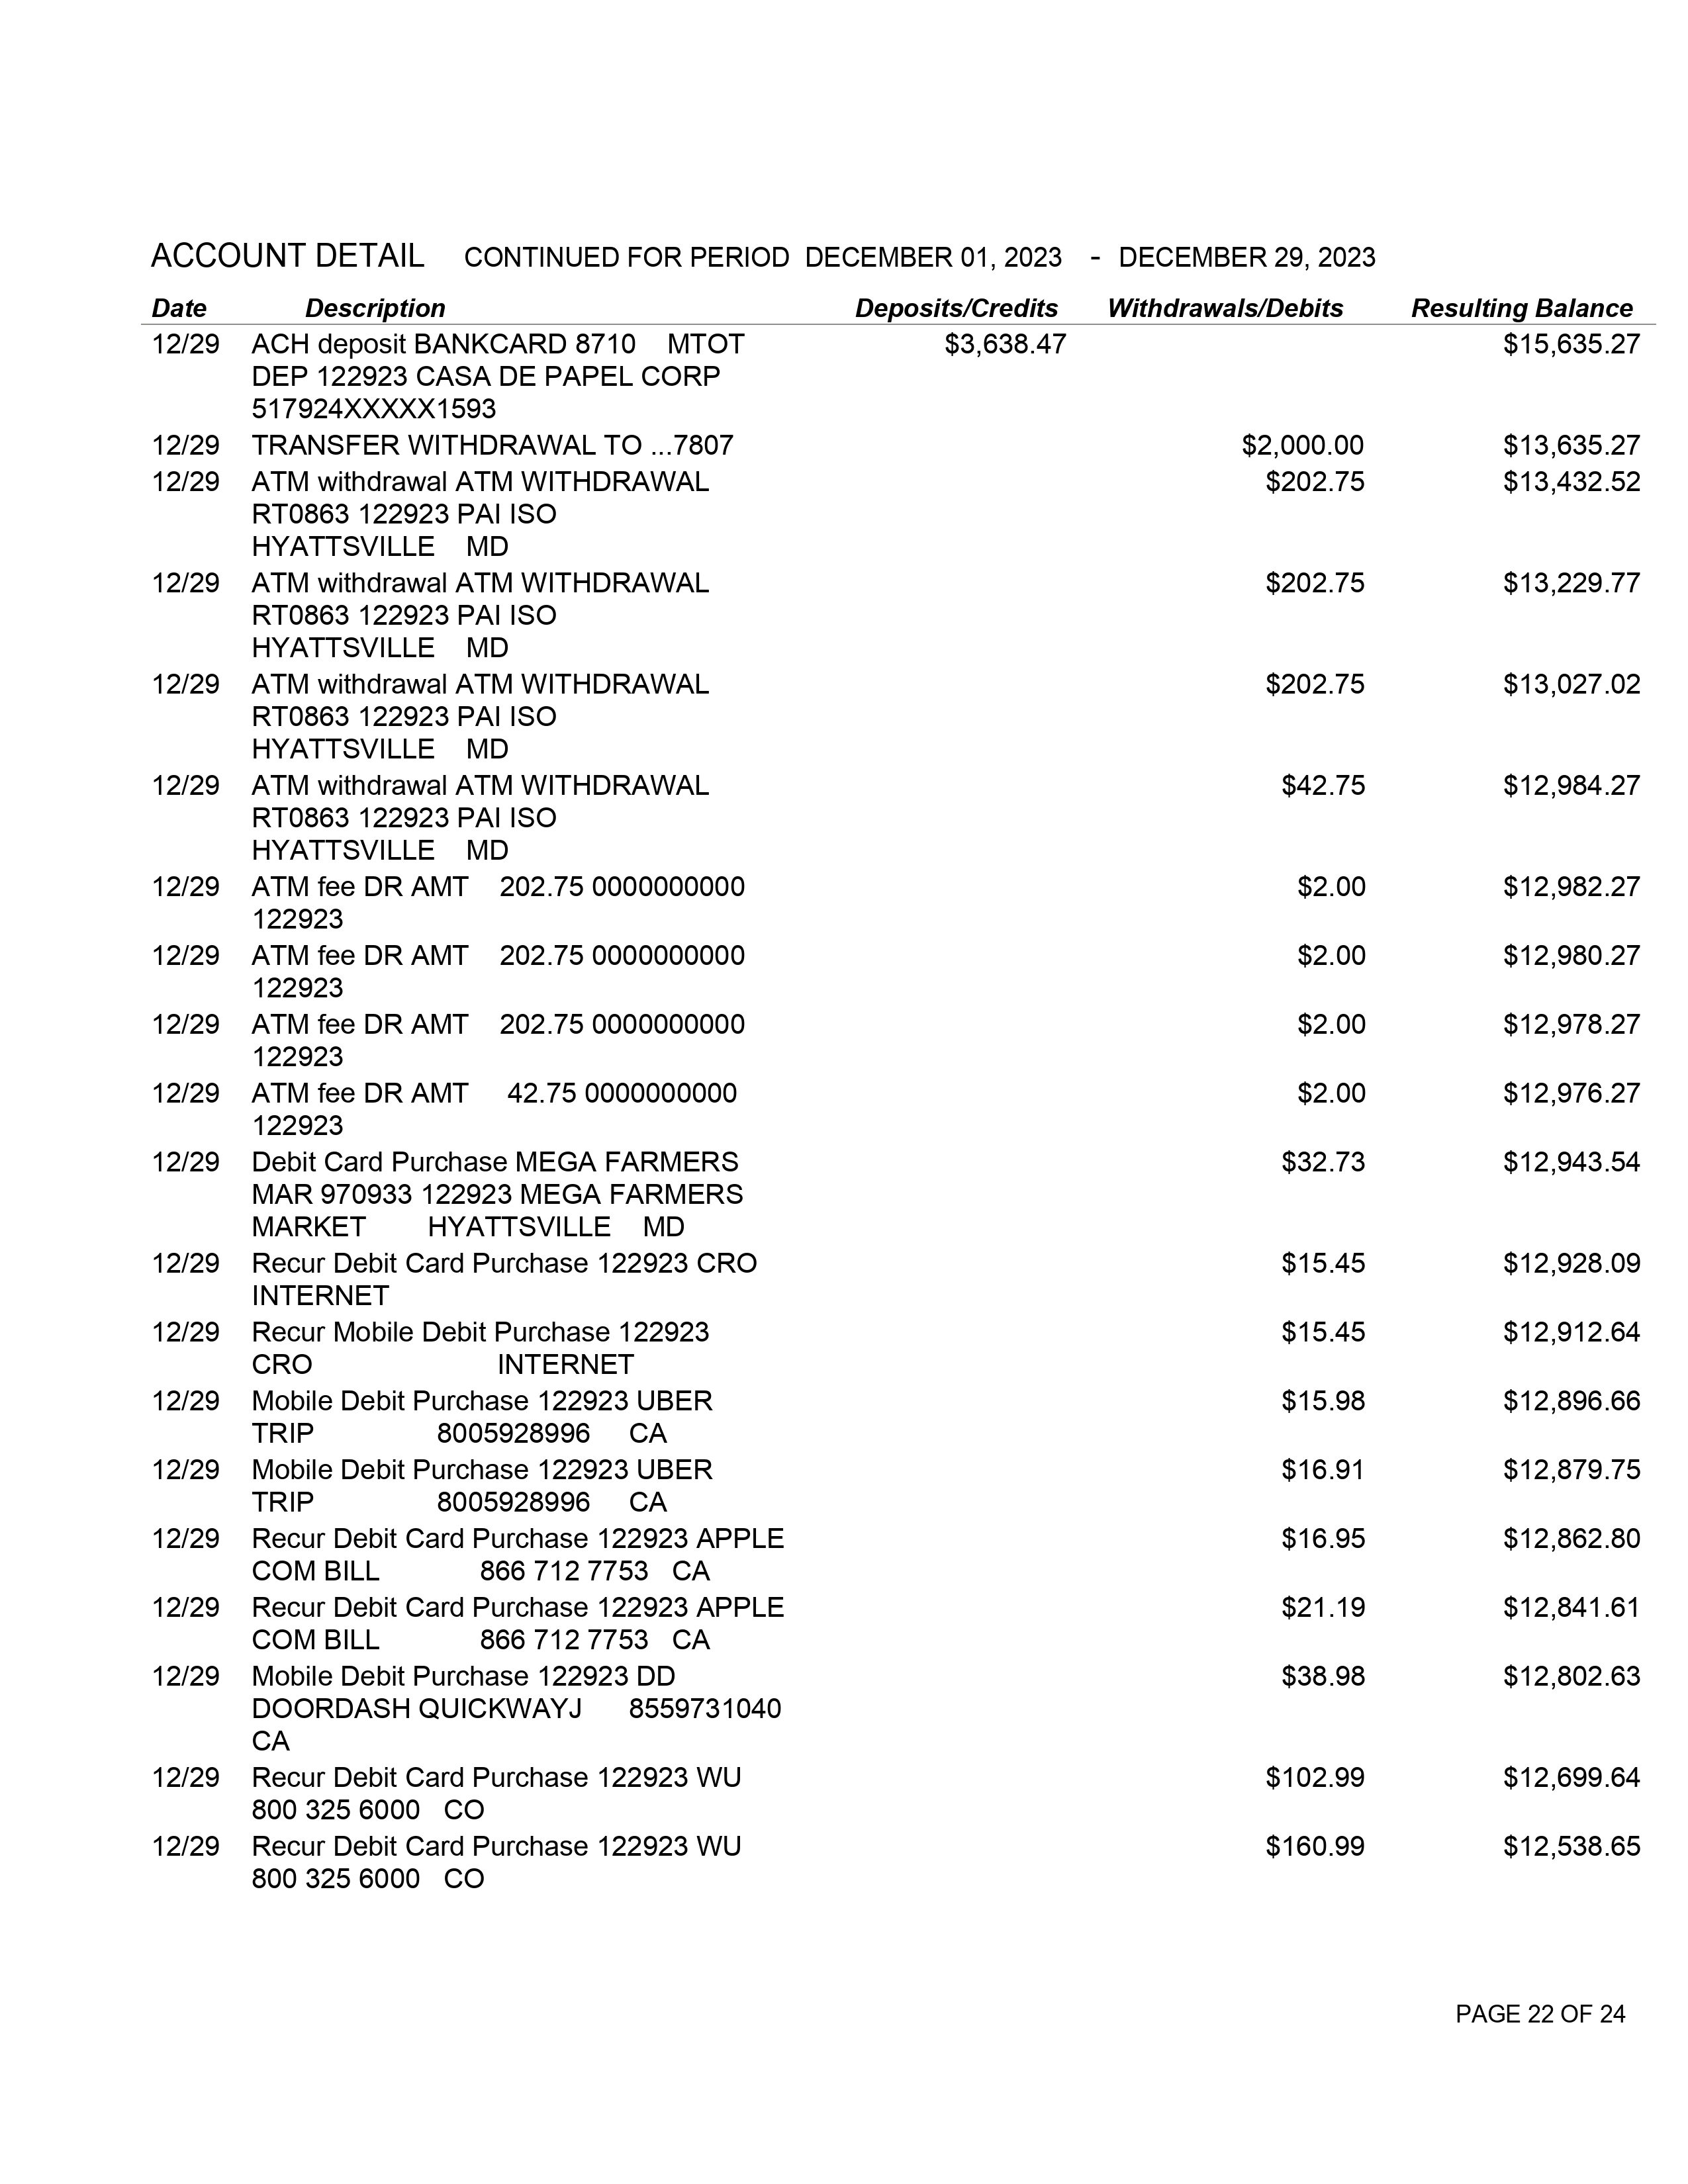 ACCOUNT DETAIL CONTINUED FOR PERIOD DECEMBER 01, 2023 - DECEMBER 29, 2023
Date Description Deposits/Credits Withdrawals/Debits Resulting Balance
12/29 ACH deposit BANKCARD 8710 MTOT $3,638.47 $15,635.27
DEP 122923 CASA DE PAPEL CORP
517924XXXXX1593
12/29 TRANSFER WITHDRAWAL TO ...7807 $2,000.00 $13,635.27
12/29 ATM withdrawal ATM WITHDRAWAL $202.75 $13,432.52
RT0863 122923 PAI ISO
HYATTSVILLE MD
12/29 ATM withdrawal ATM WITHDRAWAL $202.75 $13,229.77
RT0863 122923 PAI ISO
HYATTSVILLE MD
12/29 ATM withdrawal ATM WITHDRAWAL $202.75 $13,027.02
RT0863 122923 PAI ISO
HYATTSVILLE MD
12/29 ATM withdrawal ATM WITHDRAWAL $42.75 $12,984.27
RT0863 122923 PAI ISO
HYATTSVILLE MD
12/29 ATM fee DR AMT 202.75 0000000000 $2.00 $12,982.27
122923
12/29 ATM fee DR AMT 202.75 0000000000 $2.00 $12,980.27
122923
12/29 ATM fee DR AMT 202.75 0000000000 $2.00 $12,978.27
122923
12/29 ATM fee DR AMT 42.75 0000000000 $2.00 $12,976.27
122923
12/29 Debit Card Purchase MEGA FARMERS $32.73 $12,943.54
MAR 970933 122923 MEGA FARMERS
MARKET HYATTSVILLE MD
12/29 Recur Debit Card Purchase 122923 CRO $15.45 $12,928.09
INTERNET
12/29 Recur Mobile Debit Purchase 122923 $15.45 $12,912.64
CRO INTERNET
12/29 Mobile Debit Purchase 122923 UBER $15.98 $12,896.66
TRIP 8005928996 CA
12/29 Mobile Debit Purchase 122923 UBER $16.91 $12,879.75
TRIP 8005928996 CA
12/29 Recur Debit Card Purchase 122923 APPLE $16.95 $12,862.80
COM BILL 866 712 7753 CA
12/29 Recur Debit Card Purchase 122923 APPLE $21.19 $12,841.61
COM BILL 866 712 7753 CA
12/29 Mobile Debit Purchase 122923 DD $38.98 $12,802.63
DOORDASH QUICKWAYJ 8559731040
CA
12/29 Recur Debit Card Purchase 122923 WU $102.99 $12,699.64
800 325 6000 CO
12/29 Recur Debit Card Purchase 122923 WU $160.99 $12,538.65
800 325 6000 CO
PAGE 22 OF 24